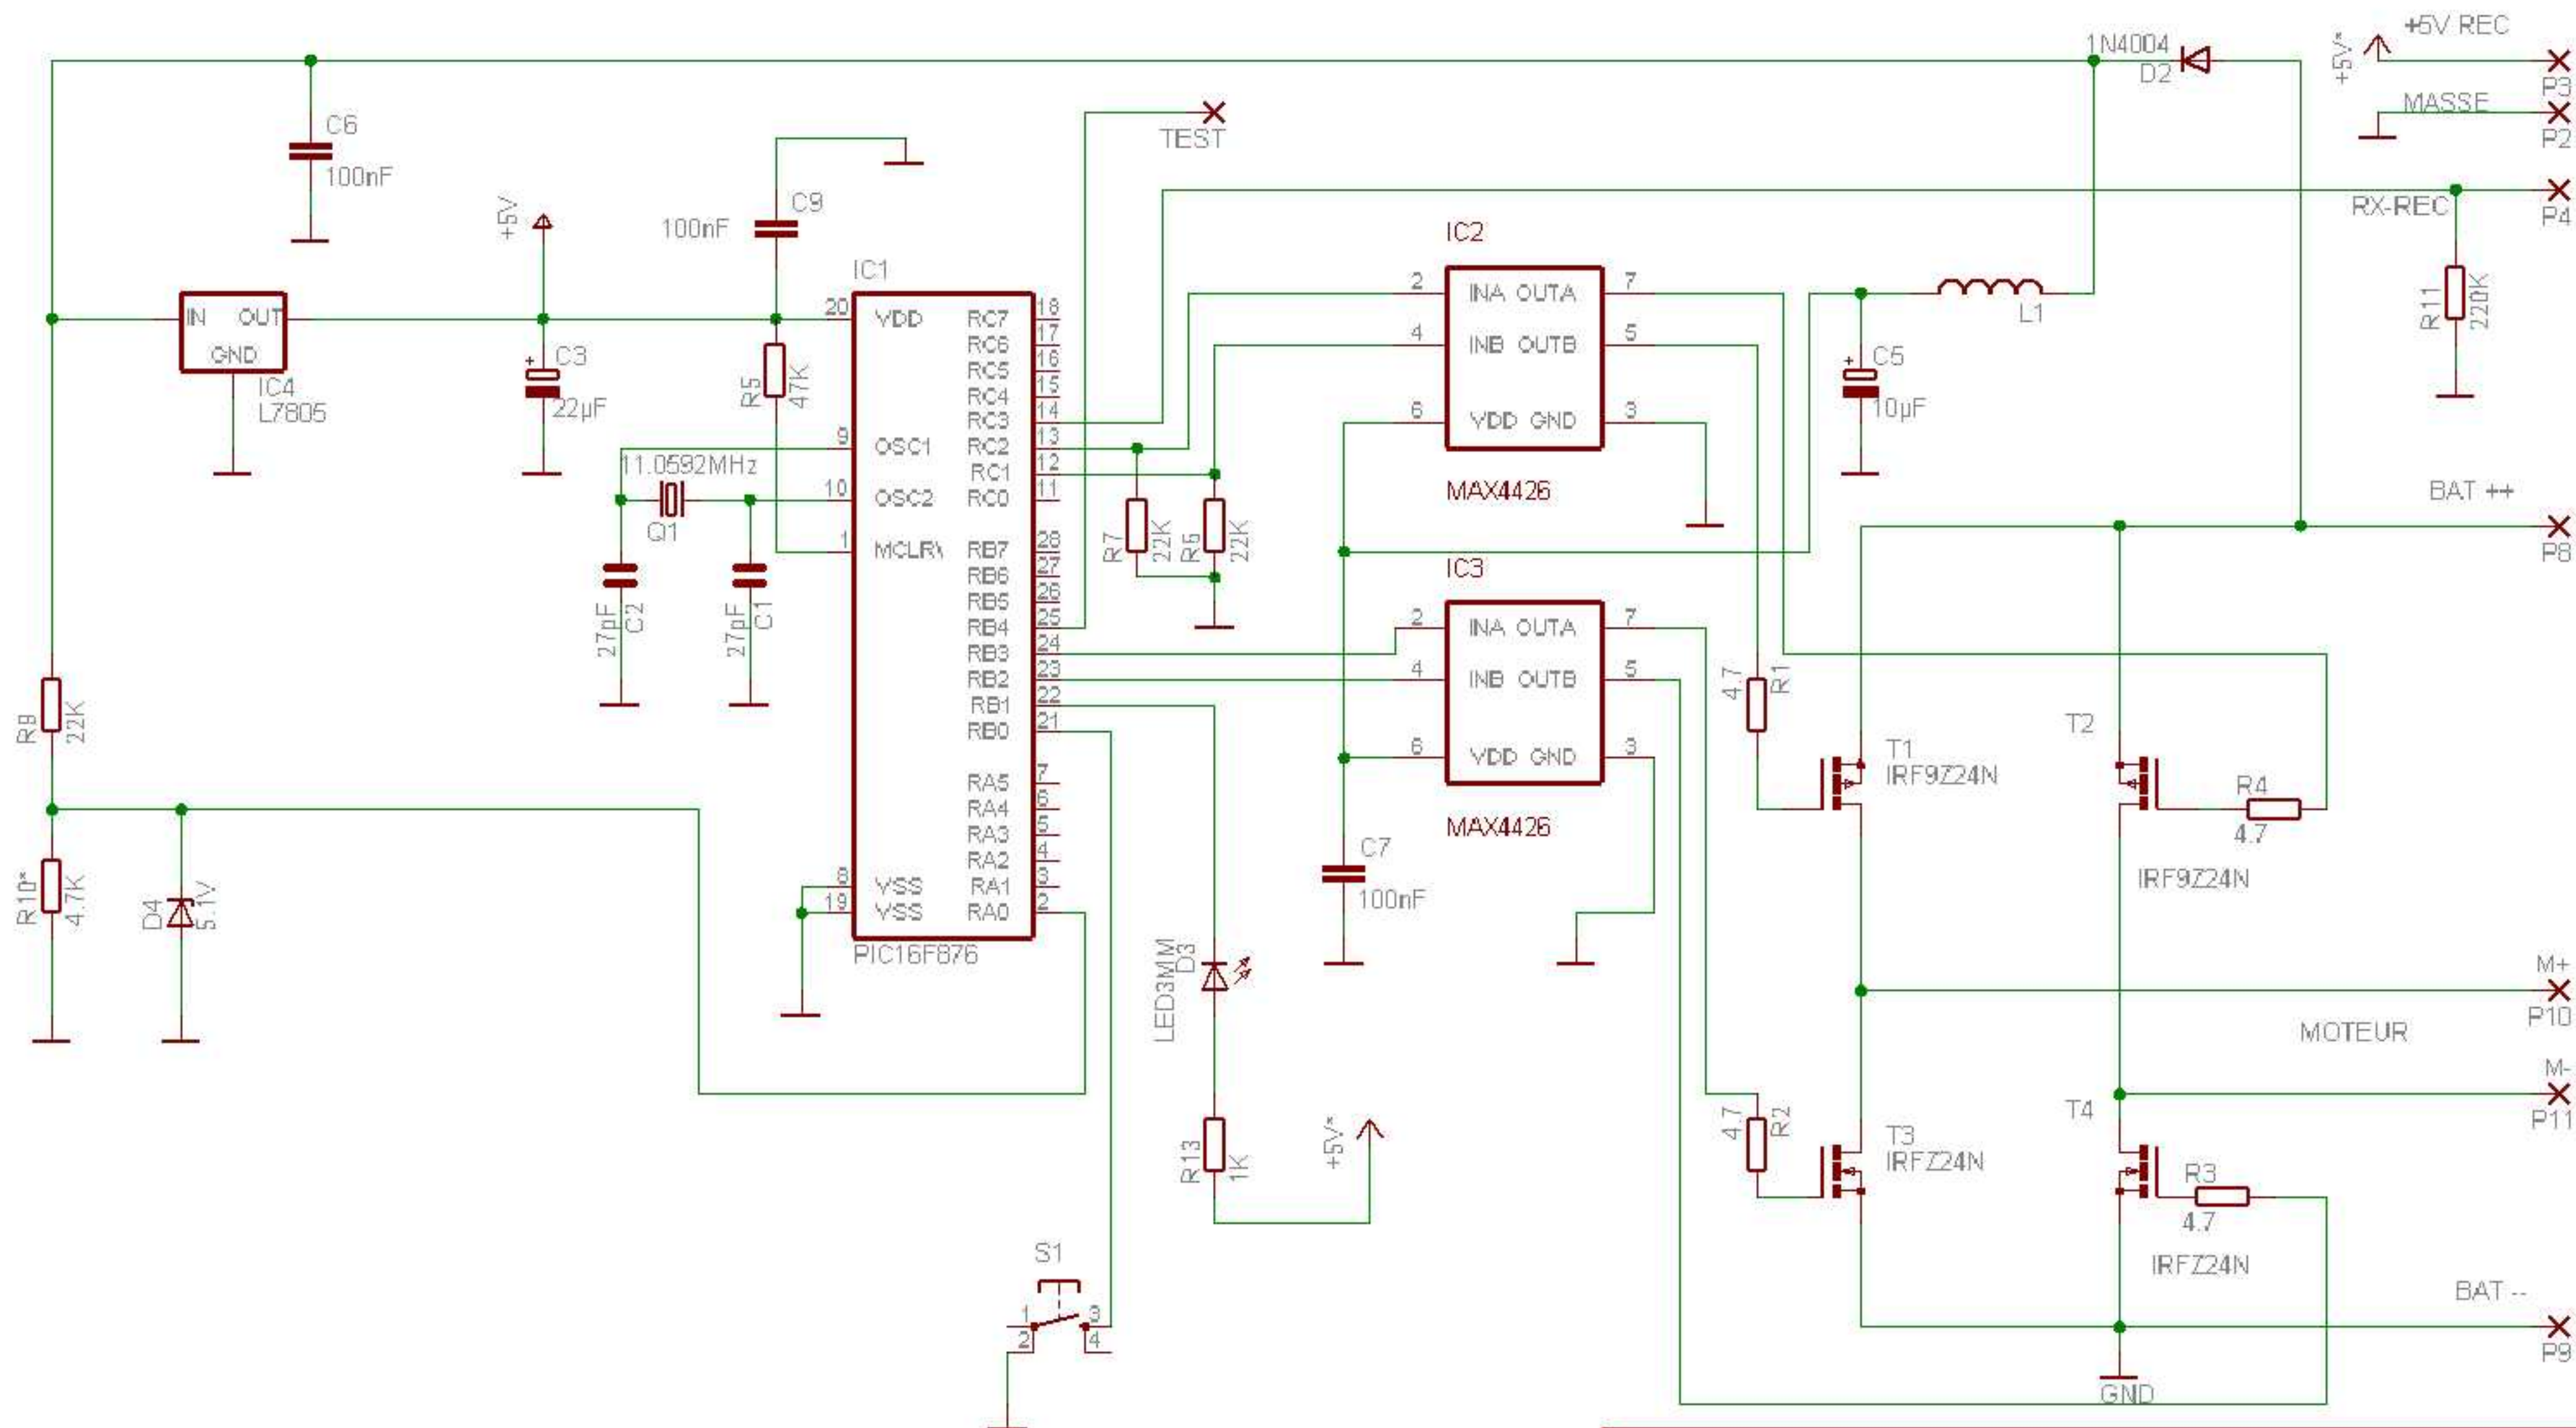 +5V REC
1N4004
D2
+5V*
P3
MASSE
P2
C6
100nF
TEST
RX-REC
P4
C9
100nF
+5V
IC2
R11
220K
IC1
20
VDD
RC7
18
RC6
17
RC5
16
RC4
15
RC3
14
OSC1
9
RC2
13
RC1
12
OSC2
10
RC0
11
MCLR\
1
RB7
28
RB6
27
RB5
26
RB4
25
RB3
24
RB2
23
RB1
22
RB0
21
RA5
7
RA4
6
RA3
5
RA2
4
8
VSS
RA1
3
19
VSS
RA0
2
PIC16F876
IN OUT
GND
IC4
L7805
C3
+
22µF
R5
47K
11.0592MHz
Q1
27pF
C2
27pF
C1
2
INA OUTA
7
4
INB OUTB
5
6
VDD GND
3
MAX4426
L1
+
C5
10µF
R7
22K
R6
22K
BAT ++
P8
IC3
2
INA OUTA
7
4
INB OUTB
5
6
VDD GND
3
MAX4426
R9
22K
4.7
R1
T1
IRF9Z24N
T2
R4
4.7
IRF9Z24N
R10*
4.7K
D4
5.1V
C7
100nF
LED3MM
D3
M+
P10
MOTEUR
M-
P11
R13
1K
+5V*
4.7
R2
T3
IRFZ24N
T4
R3
4.7
IRFZ24N
S1
1
3
2
4
BAT --
P9
GND